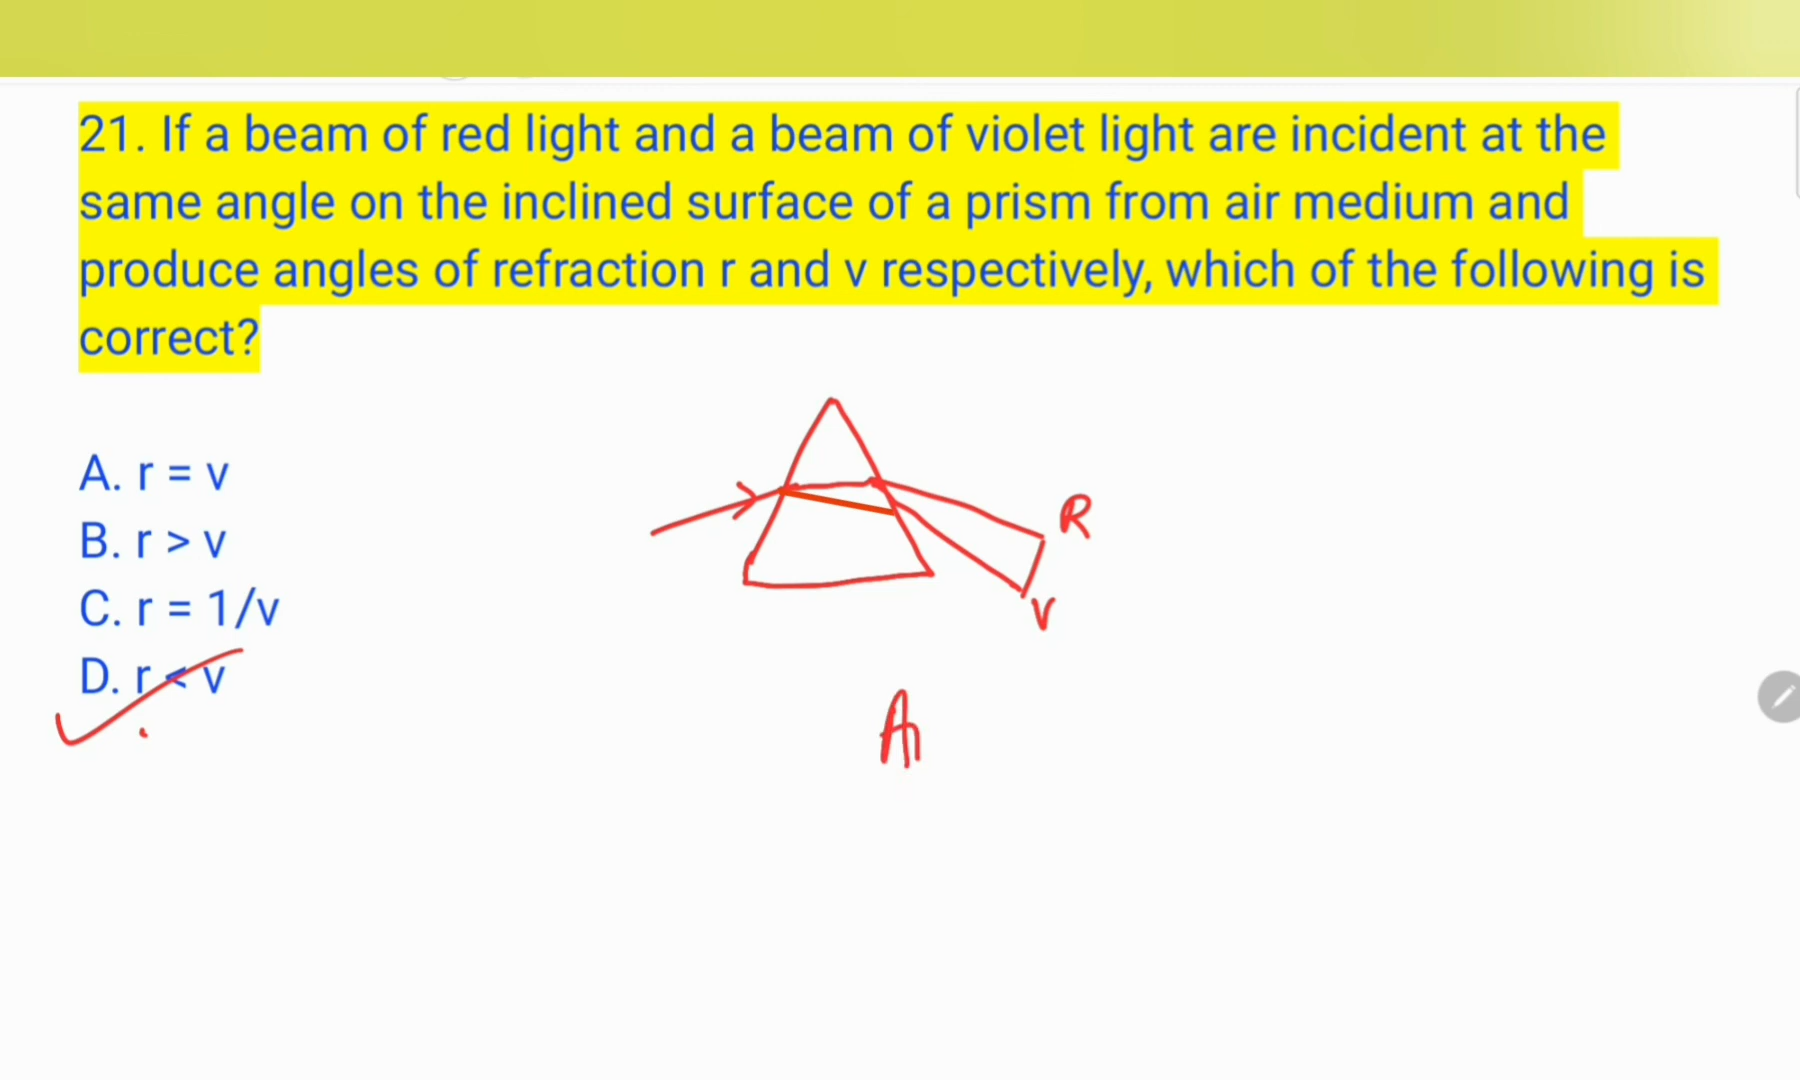 21. If a beam of red light and a beam of violet light are incident at the
same angle on the inclined surface of a prism from air medium and
produce angles of refraction r and v respectively, which of the following is
correct?
A. r = v
B. r > v
C. r = 1/v
D. r < v
R
V
A